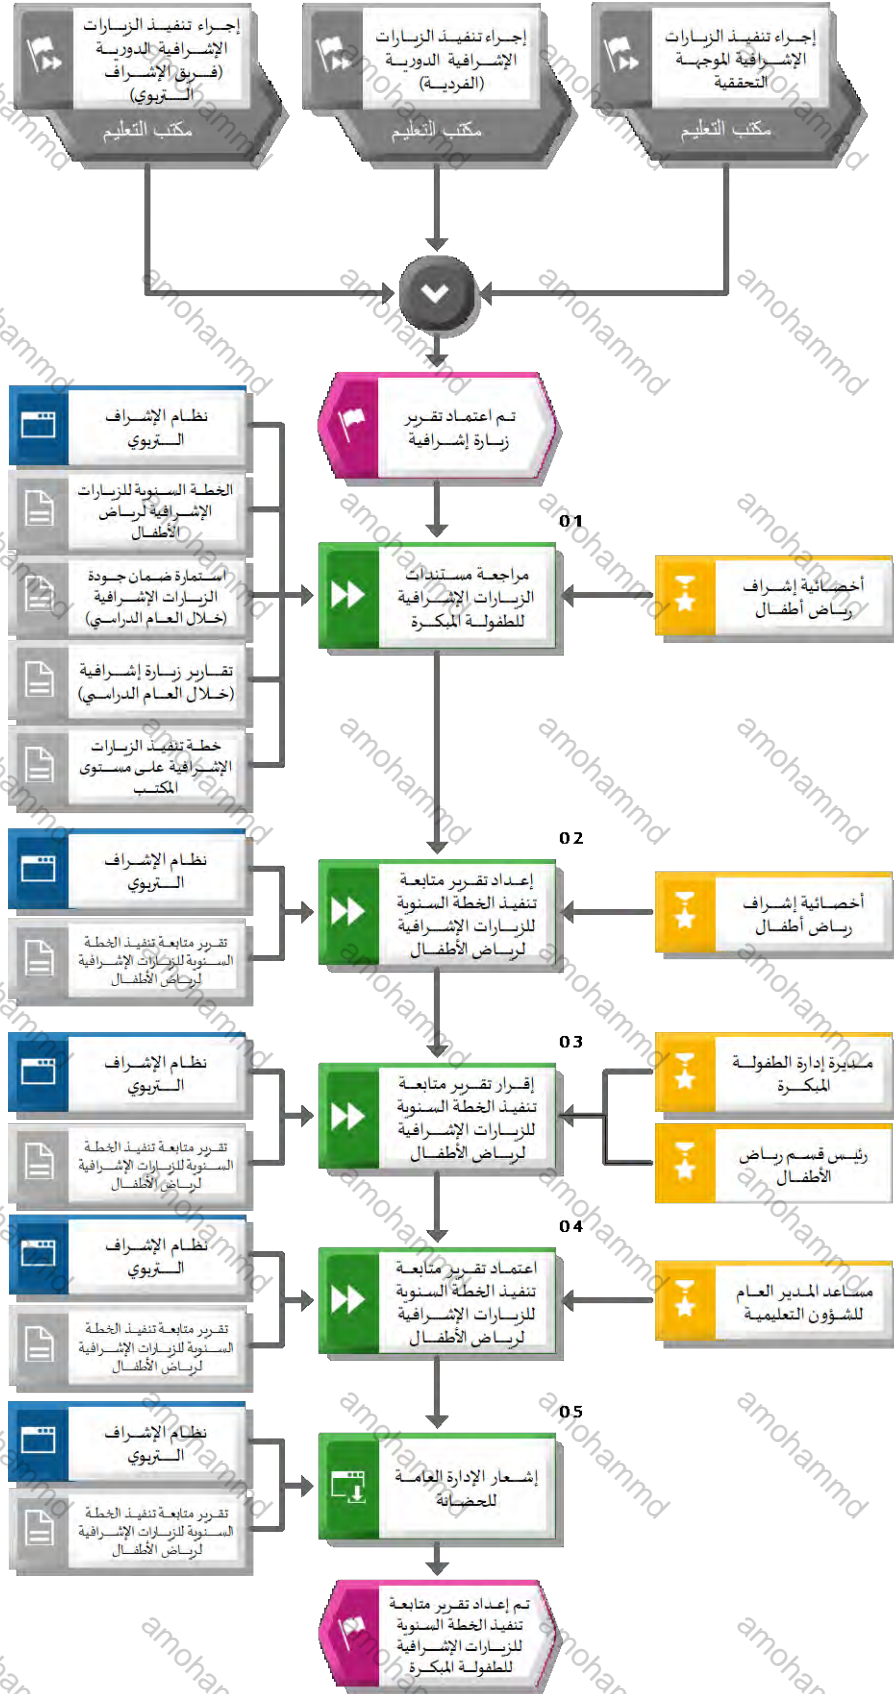 إجراء تنفيذ الزيارات
الإشرافية الموجهة
التحققية
مكتب التعليم
إجراء تنفيذ الزيارات
الإشرافية الدورية
(الفردية)
مكتب التعليم
إجراء تنفيذ الزيارات
الإشرافية الدورية
(فريق الإشراف
التربوي)
مكتب التعليم
تم اعتماد تقرير
زيارة إشرافية
01
أخصائية إشراف
رياض أطفال
مراجعة مستندات
الزيارات الإشرافية
للطفولة المبكرة
نظام الإشراف
التربوي
الخطة السنوية للزيارات
الإشرافية لرياض
الأطفال
استمارة ضمان جودة
الزيارات الإشرافية
(خلال العام الدراسي)
تقارير زيارة إشرافية
(خلال العام الدراسي)
خطة تنفيذ الزيارات
الإشرافية على مستوى
المكتب
02
أخصائية إشراف
رياض أطفال
إعداد تقرير متابعة
تنفيذ الخطة السنوية
للزيارات الإشرافية
لرياض الأطفال
نظام الإشراف
التربوي
تقرير متابعة تنفيذ الخطة
السنوية للزيارات الإشرافية
لرياض الأطفال
03
مديرة إدارة الطفولة
المبكرة
رئيس قسم رياض
الأطفال
إقرار تقرير متابعة
تنفيذ الخطة السنوية
للزيارات الإشرافية
لرياض الأطفال
نظام الإشراف
التربوي
تقرير متابعة تنفيذ الخطة
السنوية للزيارات الإشرافية
لرياض الأطفال
04
مساعد المدير العام
للشؤون التعليمية
اعتماد تقرير متابعة
تنفيذ الخطة السنوية
للزيارات الإشرافية
لرياض الأطفال
نظام الإشراف
التربوي
تقرير متابعة تنفيذ الخطة
السنوية للزيارات الإشرافية
لرياض الأطفال
05
إشعار الإدارة العامة
للحضانة
نظام الإشراف
التربوي
تقرير متابعة تنفيذ الخطة
السنوية للزيارات الإشرافية
لرياض الأطفال
تم إعداد تقرير متابعة
تنفيذ الخطة السنوية
للزيارات الإشرافية
للطفولة المبكرة
amohammd